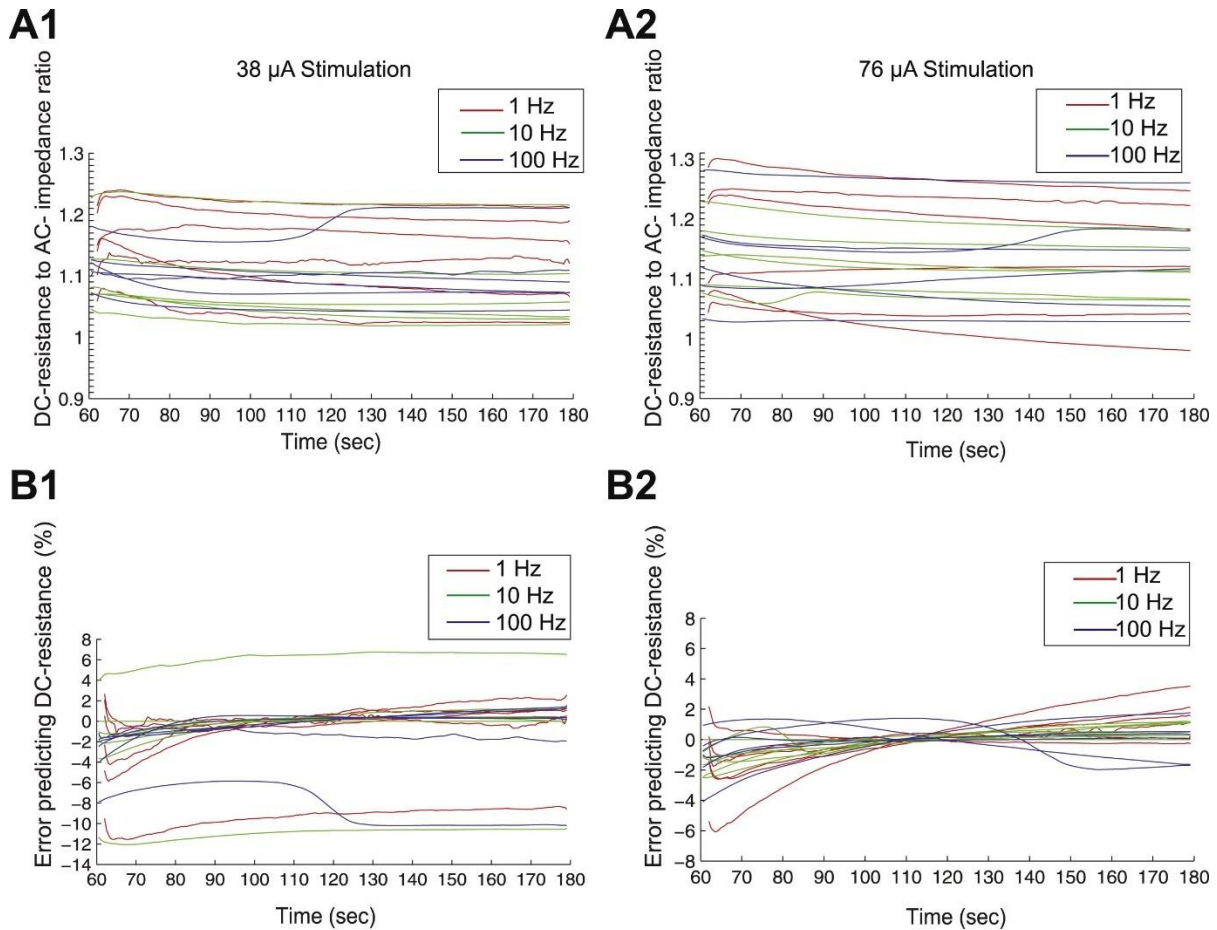 A1
38 µA Stimulation
DC-resistance to AC- impedance ratio
1 Hz
10 Hz
100 Hz
1.3
1.2
1.1
1
0.9
60 70 80 90 100 110 120 130 140 150 160 170 180
Time (sec)
A2
76 µA Stimulation
DC-resistance to AC- impedance ratio
1 Hz
10 Hz
100 Hz
1.3
1.2
1.1
1
0.9
60 70 80 90 100 110 120 130 140 150 160 170 180
Time (sec)
B1
Error predicting DC-resistance (%)
1 Hz
10 Hz
100 Hz
8
6
4
2
0
−2
−4
−6
−8
−10
−12
−14
60 70 80 90 100 110 120 130 140 150 160 170 180
Time (sec)
B2
Error predicting DC-resistance (%)
1 Hz
10 Hz
100 Hz
8
6
4
2
0
−2
−4
−6
−8
60 70 80 90 100 110 120 130 140 150 160 170 180
Time (sec)